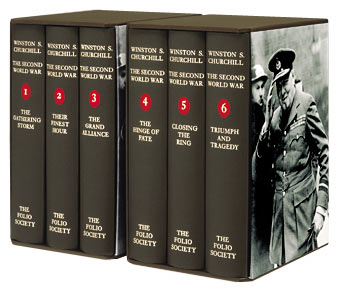 WINSTON S.
CHURCHILL
THE SECOND
WORLD WAR
1
THE
GATHERING
STORM
THE
FOLIO
SOCIETY
WINSTON S.
CHURCHILL
THE SECOND
WORLD WAR
2
THEIR
FINEST
HOUR
THE
FOLIO
SOCIETY
WINSTON S.
CHURCHILL
THE SECOND
WORLD WAR
3
THE
GRAND
ALLIANCE
THE
FOLIO
SOCIETY
WINSTON S.
CHURCHILL
THE SECOND
WORLD WAR
4
THE
HINGE OF
FATE
THE
FOLIO
SOCIETY
WINSTON S.
CHURCHILL
THE SECOND
WORLD WAR
5
CLOSING
THE
RING
THE
FOLIO
SOCIETY
WINSTON S.
CHURCHILL
THE SECOND
WORLD WAR
6
TRIUMPH
AND
TRAGEDY
THE
FOLIO
SOCIETY